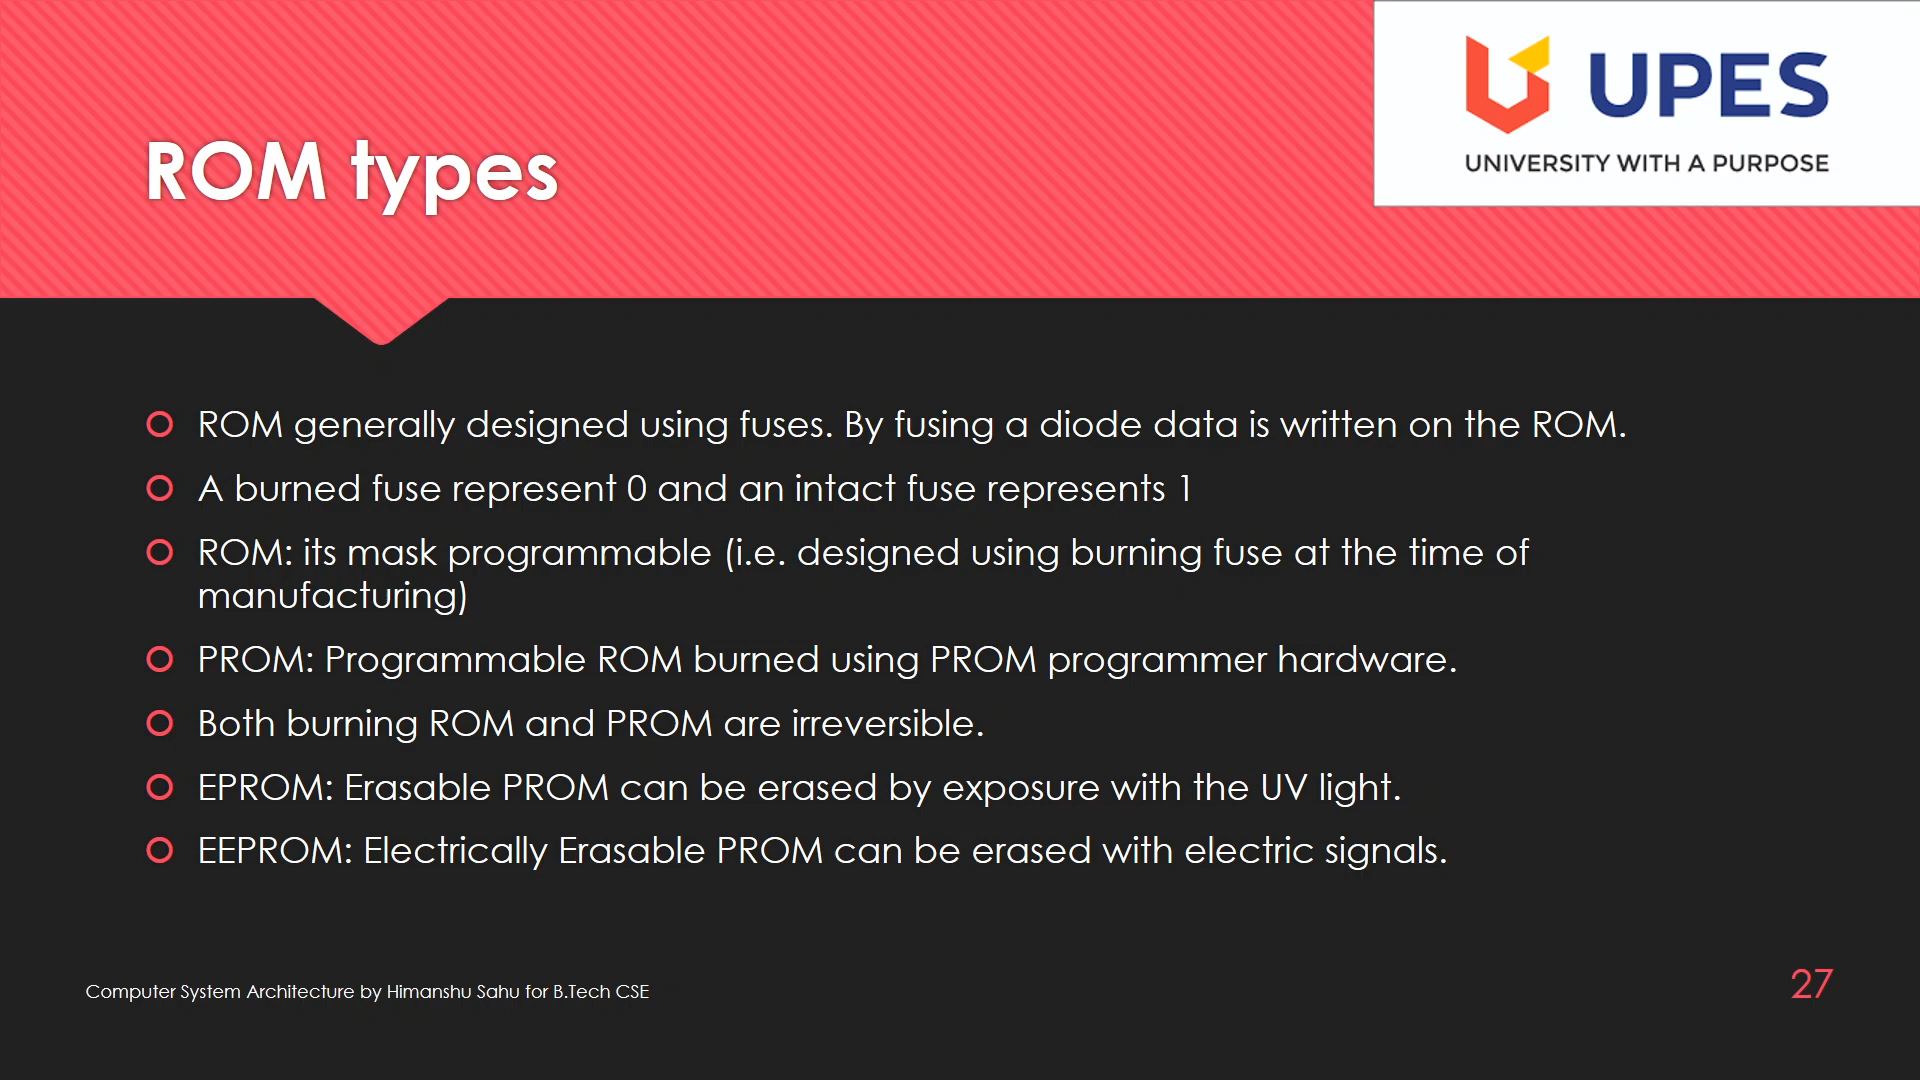 UPES
UNIVERSITY WITH A PURPOSE
ROM types
ROM generally designed using fuses. By fusing a diode data is written on the ROM.
A burned fuse represent 0 and an intact fuse represents 1
ROM: its mask programmable (i.e. designed using burning fuse at the time of
manufacturing)
PROM: Programmable ROM burned using PROM programmer hardware.
Both burning ROM and PROM are irreversible.
EPROM: Erasable PROM can be erased by exposure with the UV light.
EEPROM: Electrically Erasable PROM can be erased with electric signals.
Computer System Architecture by Himanshu Sahu for B.Tech CSE
27